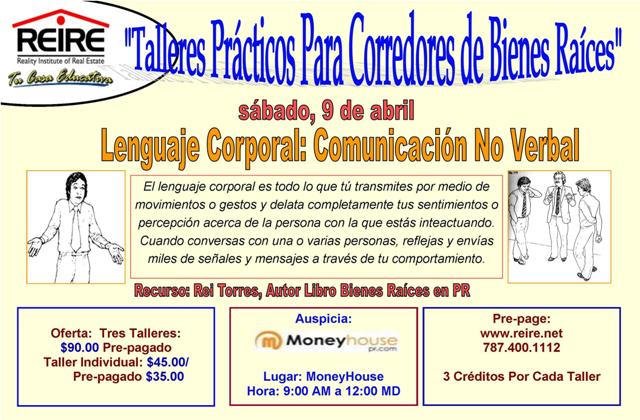 REIRE
Reality Institute of Real Estate
Tu Casa Educativa
"Talleres Prácticos Para Corredores de Bienes Raíces"
sábado, 9 de abril
Lenguaje Corporal: Comunicación No Verbal
El lenguaje corporal es todo lo que tú transmites por medio de
movimientos o gestos y delata completamente tus sentimientos o
percepción acerca de la persona con la que estás inteactuando.
Cuando conversas con una o varias personas, reflejas y envías
miles de señales y mensajes a través de tu comportamiento.
Recurso: Rei Torres, Autor Libro Bienes Raíces en PR
Oferta: Tres Talleres:
$90.00 Pre-pagado
Taller Individual: $45.00/
Pre-pagado $35.00
Auspicia:
Moneyhouse
pr.com
Lugar: MoneyHouse
Hora: 9:00 AM a 12:00 MD
Pre-page:
www.reire.net
787.400.1112
3 Créditos Por Cada Taller